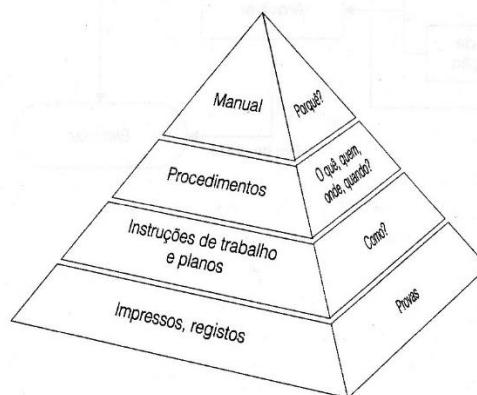 Manual
Porquê?
Procedimentos
O quê, quem,
onde, quando?
Instruções de trabalho
e planos
Como?
Impressos, registos
Provas